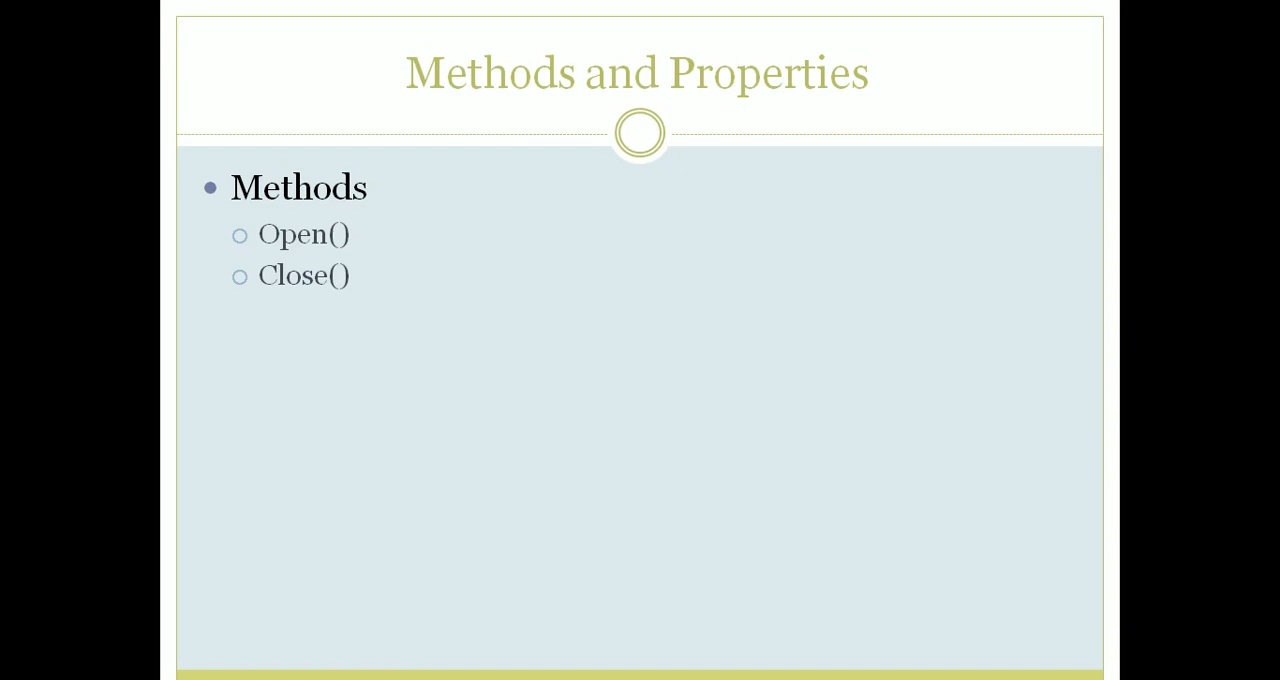 Methods and Properties
Methods
Open()
Close()